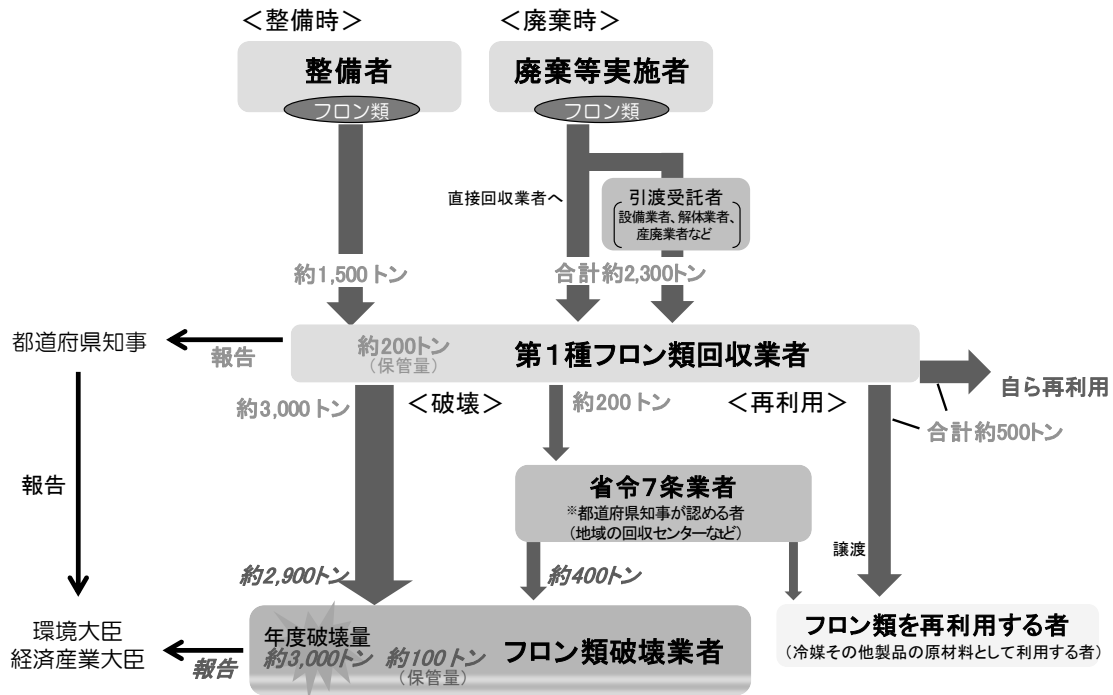 ＜整備時＞
＜廃棄時＞
整備者
フロン類
廃棄等実施者
フロン類
直接回収業者へ
引渡受託者
設備業者、解体業者、
産廃業者など
約1,500トン
合計約2,300トン
都道府県知事
報告
約200トン
（保管量）
第１種フロン類回収業者
自ら再利用
約3,000トン
＜破壊＞
約200トン
＜再利用＞
合計約500トン
報告
省令7条業者
※都道府県知事が認める者
（地域の回収センターなど）
譲渡
約2,900トン
約400トン
環境大臣
経済産業大臣
報告
年度破壊量
約3,000トン
約100トン
（保管量）
フロン類破壊業者
フロン類を再利用する者
（冷媒その他製品の原材料として利用する者）